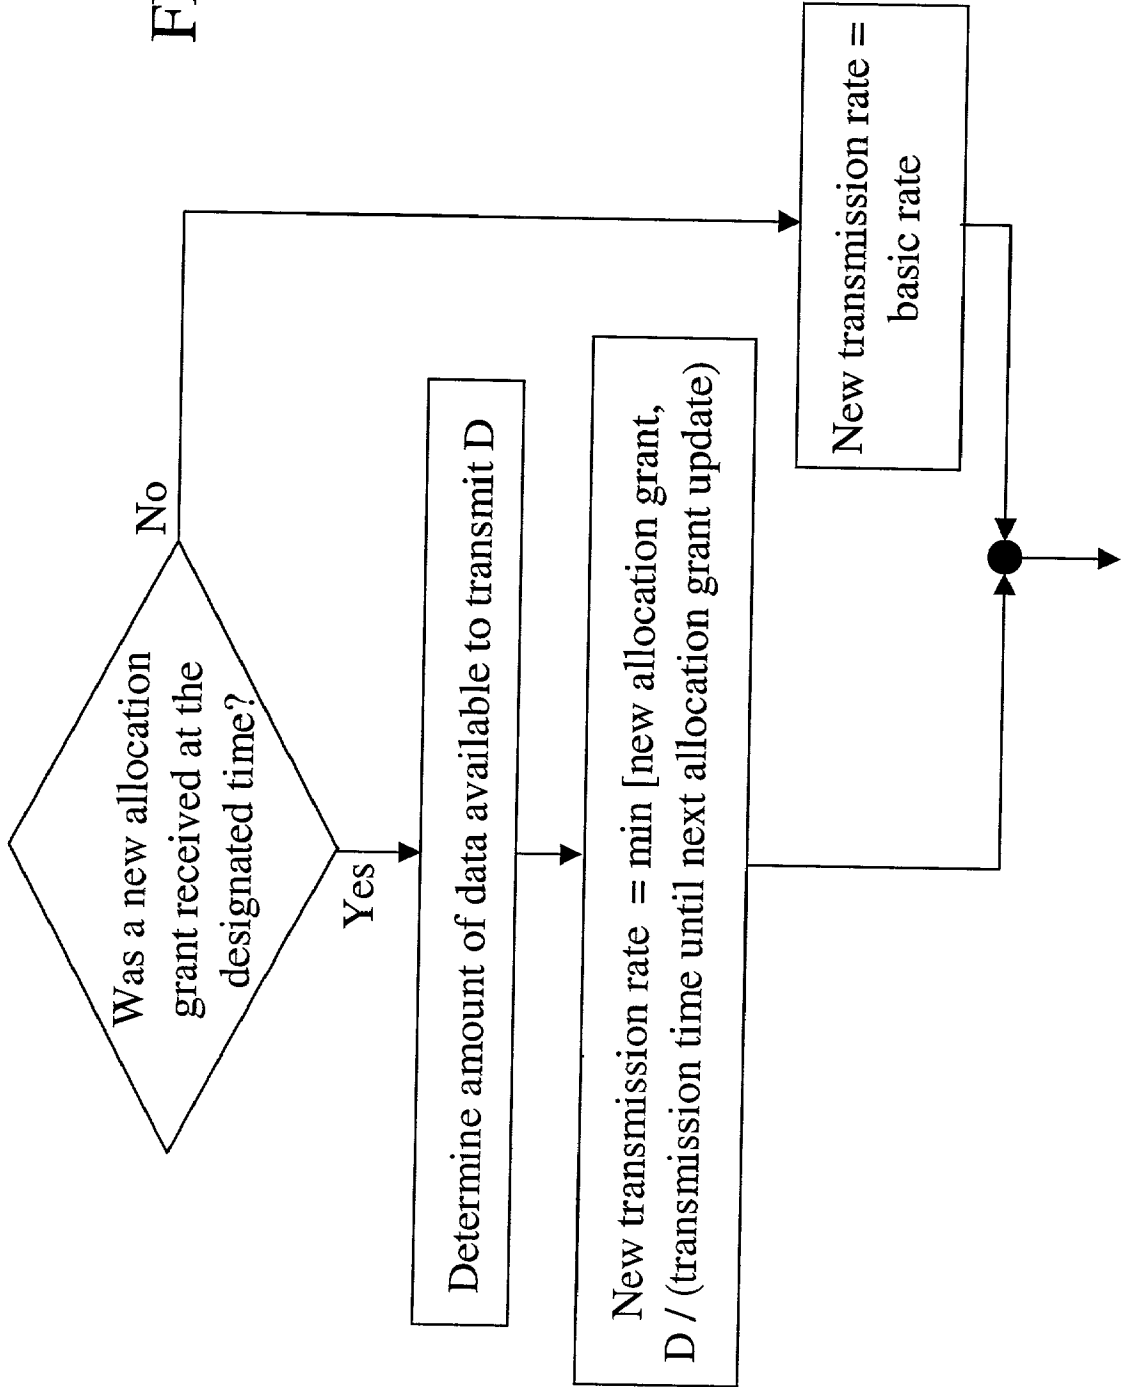 F
Was a new allocation
grant received at the
designated time?
No
Yes
Determine amount of data available to transmit D
New transmission rate = min [new allocation grant,
D / (transmission time until next allocation grant update)
New transmission rate =
basic rate